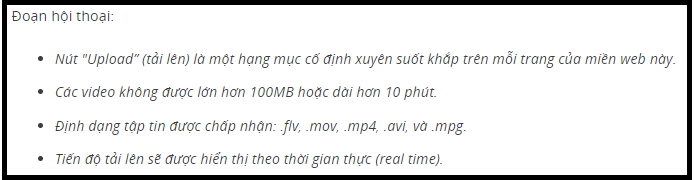 Đoạn hội thoại:
Nút "Upload” (tải lên) là một hạng mục cố định xuyên suốt khắp trên mỗi trang của miền web này.
Các video không được lớn hơn 100MB hoặc dài hơn 10 phút.
Định dạng tập tin được chấp nhận: .flv, .mov, .mp4, .avi, và .mpg.
Tiến độ tải lên sẽ được hiển thị theo thời gian thực (real time).